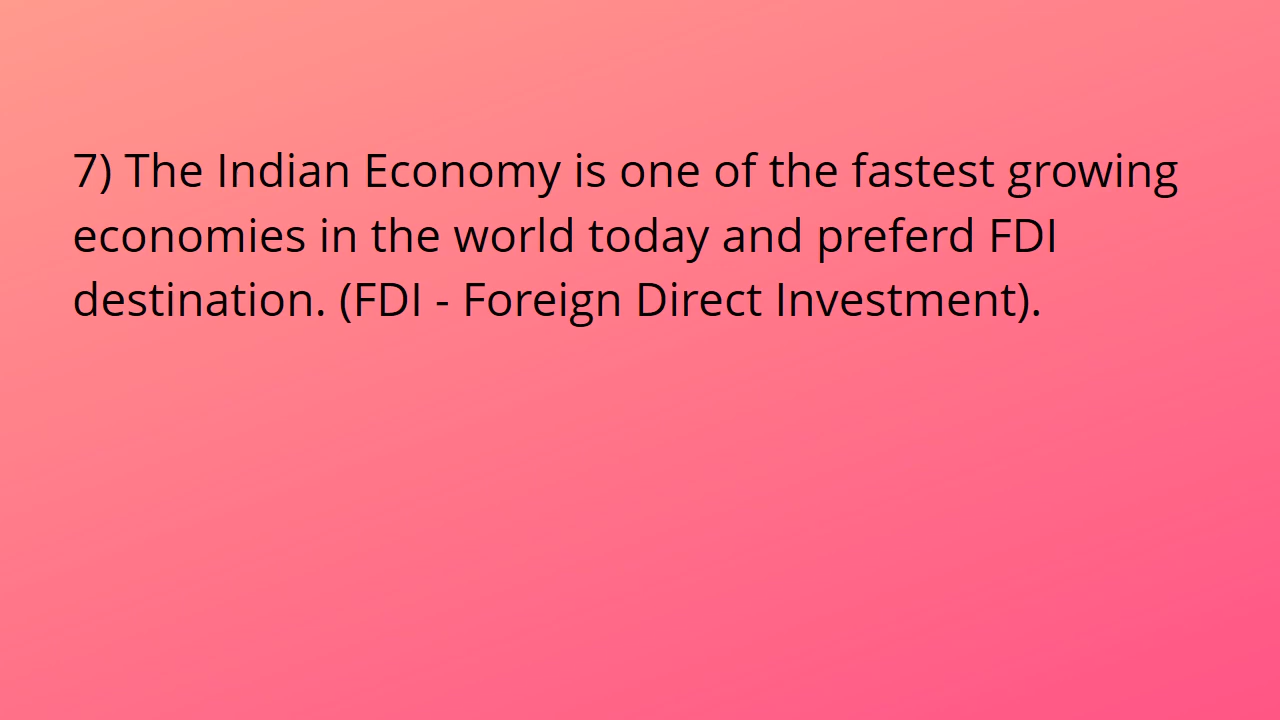 7) The Indian Economy is one of the fastest growing
economies in the world today and preferd FDI
destination. (FDI - Foreign Direct Investment).